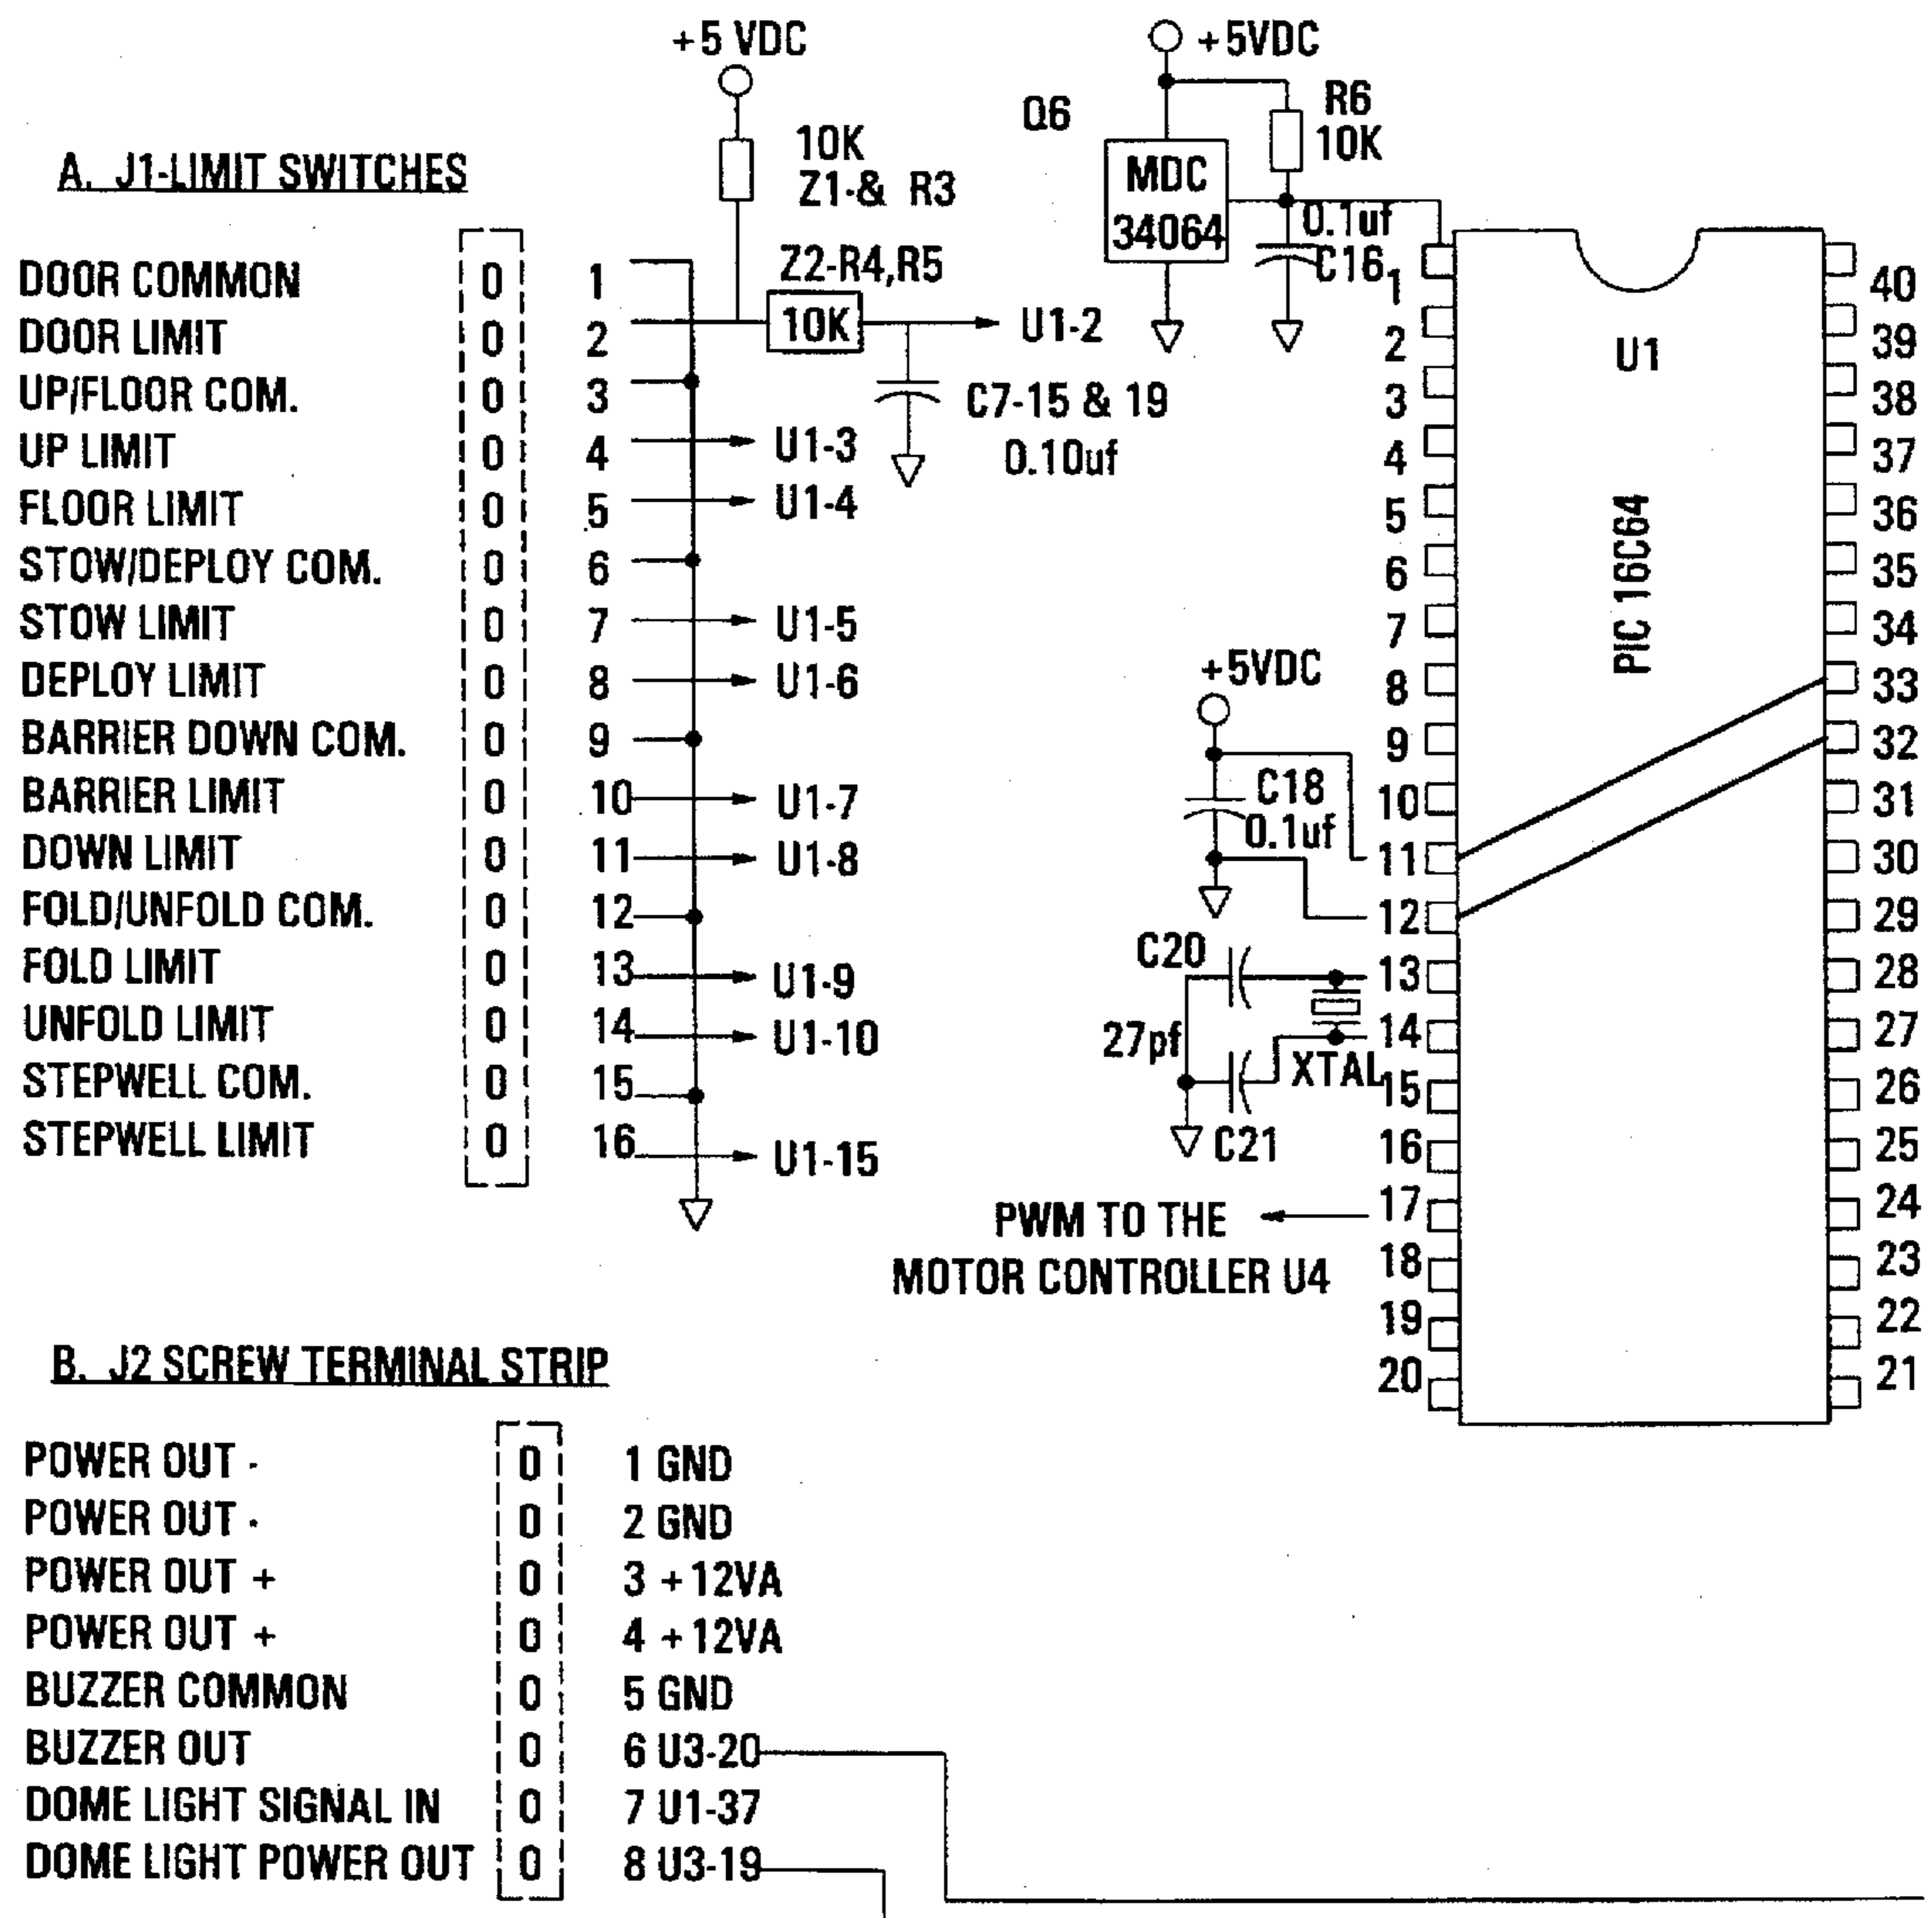 +5 VDC
+5VDC
Q6
R6
10K
10K
Z1-& R3
MDC
34064
A. J1-LIMIT SWITCHES
0.1uf
C16
Z2-R4,R5
10K
U1-2
C7-15 & 19
0.10uf
DOOR COMMON 0 1
DOOR LIMIT 0 2
UP/FLOOR COM. 0 3
UP LIMIT 0 4 U1-3
FLOOR LIMIT 0 5 U1-4
STOW/DEPLOY COM. 0 6
STOW LIMIT 0 7 U1-5
DEPLOY LIMIT 0 8 U1-6
BARRIER DOWN COM. 0 9
BARRIER LIMIT 0 10 U1-7
DOWN LIMIT 0 11 U1-8
FOLD/UNFOLD COM. 0 12
FOLD LIMIT 0 13 U1-9
UNFOLD LIMIT 0 14 U1-10
STEPWELL COM. 0 15
STEPWELL LIMIT 0 16 U1-15
U1
PIC 16C64
1 40
2 39
3 38
4 37
5 36
6 35
7 34
8 33
9 32
10 31
11 30
12 29
13 28
14 27
15 26
16 25
17 24
18 23
19 22
20 21
+5VDC
C18
0.1uf
C20
27pf
XTAL
C21
PWM TO THE
MOTOR CONTROLLER U4
B. J2 SCREW TERMINAL STRIP
POWER OUT - 0 1 GND
POWER OUT - 0 2 GND
POWER OUT + 0 3 +12VA
POWER OUT + 0 4 +12VA
BUZZER COMMON 0 5 GND
BUZZER OUT 0 6 U3-20
DOME LIGHT SIGNAL IN 0 7 U1-37
DOME LIGHT POWER OUT 0 8 U3-19